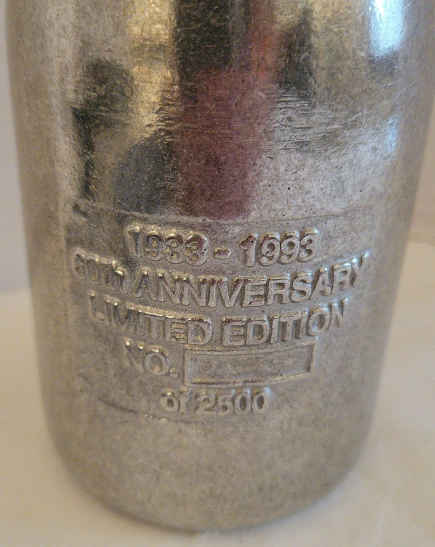 1933 - 1993
60th ANNIVERSARY
LIMITED EDITION
NO.
of 2500